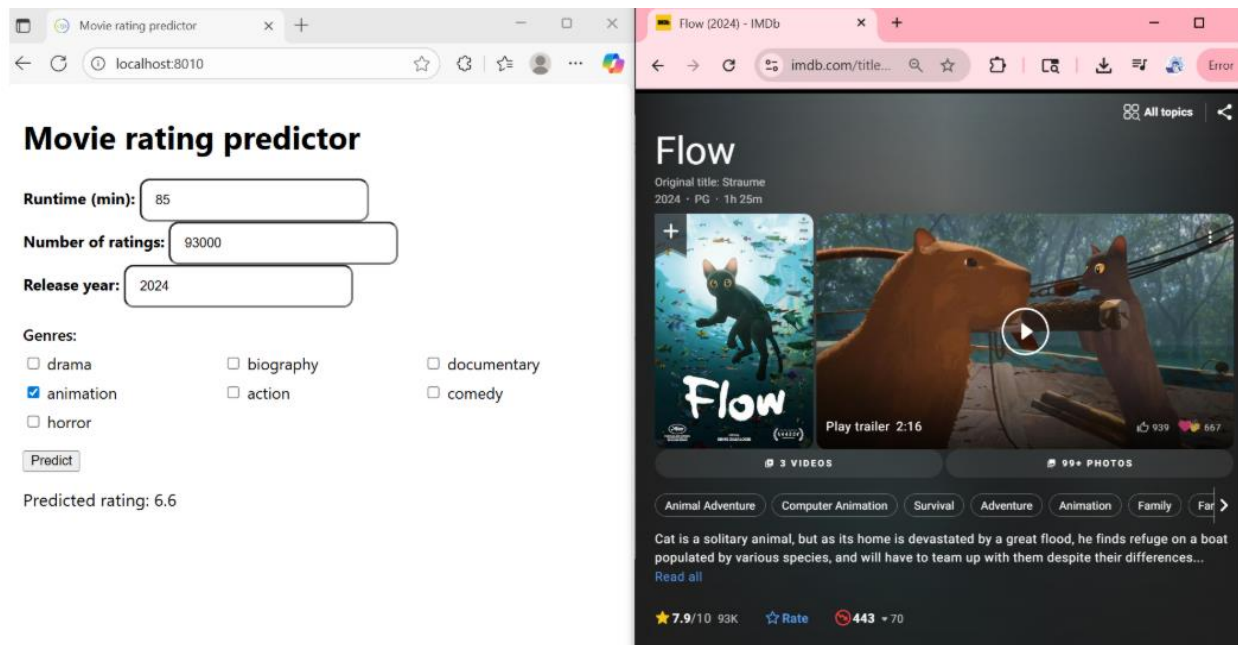 Movie rating predictor
localhost:8010
Movie rating predictor
Runtime (min): 85
Number of ratings: 93000
Release year: 2024
Genres:
drama biography documentary
animation action comedy
horror
Predict
Predicted rating: 6.6
Flow (2024) - IMDb
imdb.com/title...
Error
All topics
Flow
Original title: Straume
2024 · PG · 1h 25m
Flow
Play trailer 2:16 939 667
3 VIDEOS 99+ PHOTOS
Animal Adventure Computer Animation Survival Adventure Animation Family Far
Cat is a solitary animal, but as its home is devastated by a great flood, he finds refuge on a boat
populated by various species, and will have to team up with them despite their differences...
Read all
7.9/10 93K Rate 443 70